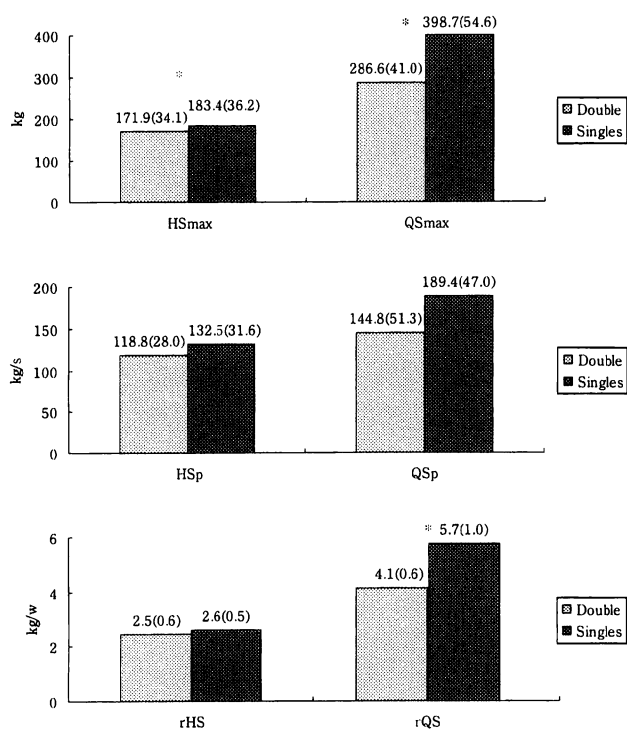 * 398.7(54.6)
400
286.6(41.0)
300
*
183.4(36.2)
171.9(34.1)
kg
200
100
0
HSmax QSmax
Double
Singles
189.4(47.0)
200
144.8(51.3)
132.5(31.6)
118.8(28.0)
150
kg/s
100
50
0
HSp QSp
Double
Singles
* 5.7(1.0)
6
4.1(0.6)
4
2.5(0.6) 2.6(0.5)
kg/w
2
0
rHS rQS
Double
Singles